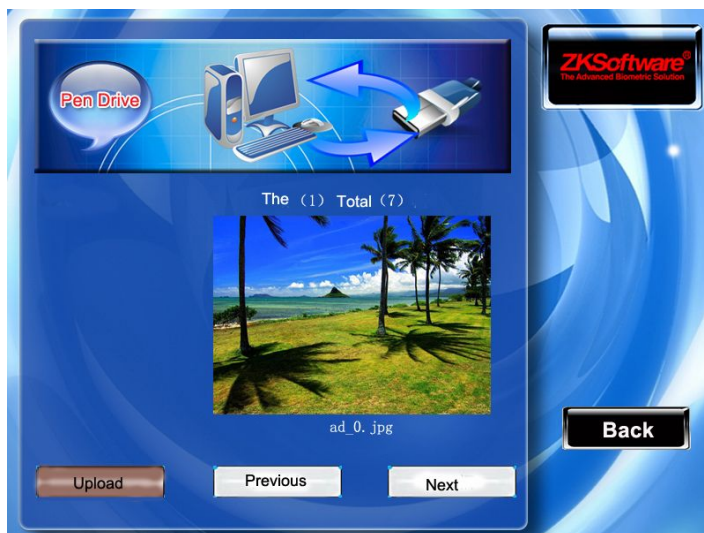 Pen Drive
ZKSoftware®
The Advanced Biometric Solution
The （1） Total（7）
ad_0.jpg
Back
Upload
Previous
Next